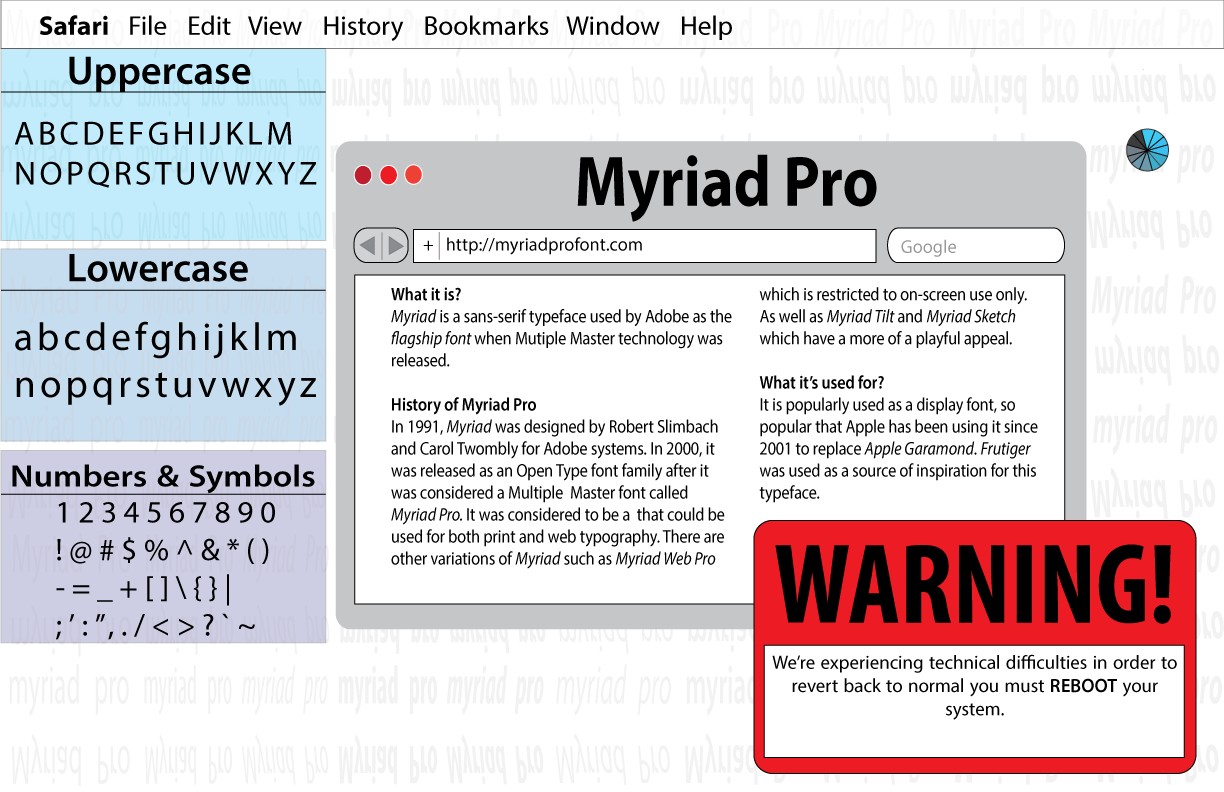 Safari File Edit View History Bookmarks Window Help
Uppercase
ABCDEFGHIJKLM
NOPQRSTUVWXYZ
Lowercase
abcdefghijklm
nopqrstuvwxyz
Numbers & Symbols
1 2 3 4 5 6 7 8 9 0
! @ # $ % ^ & * ( )
- = _ + [ ] \ { } |
; ’ : ” , . / < > ? ` ~
Myriad Pro
+ http://myriadprofont.com
Google
What it is?
Myriad is a sans-serif typeface used by Adobe as the
flagship font when Mutiple Master technology was
released.
History of Myriad Pro
In 1991, Myriad was designed by Robert Slimbach
and Carol Twombly for Adobe systems. In 2000, it
was released as an Open Type font family after it
was considered a Multiple Master font called
Myriad Pro. It was considered to be a that could be
used for both print and web typography. There are
other variations of Myriad such as Myriad Web Pro
which is restricted to on-screen use only.
As well as Myriad Tilt and Myriad Sketch
which have a more of a playful appeal.
What it’s used for?
It is popularly used as a display font, so
popular that Apple has been using it since
2001 to replace Apple Garamond. Frutiger
was used as a source of inspiration for this
typeface.
WARNING!
We’re experiencing technical difficulties in order to
revert back to normal you must REBOOT your
system.
myriad pro myriad pro myriad pro myriad pro myriad pro myriad pro myriad